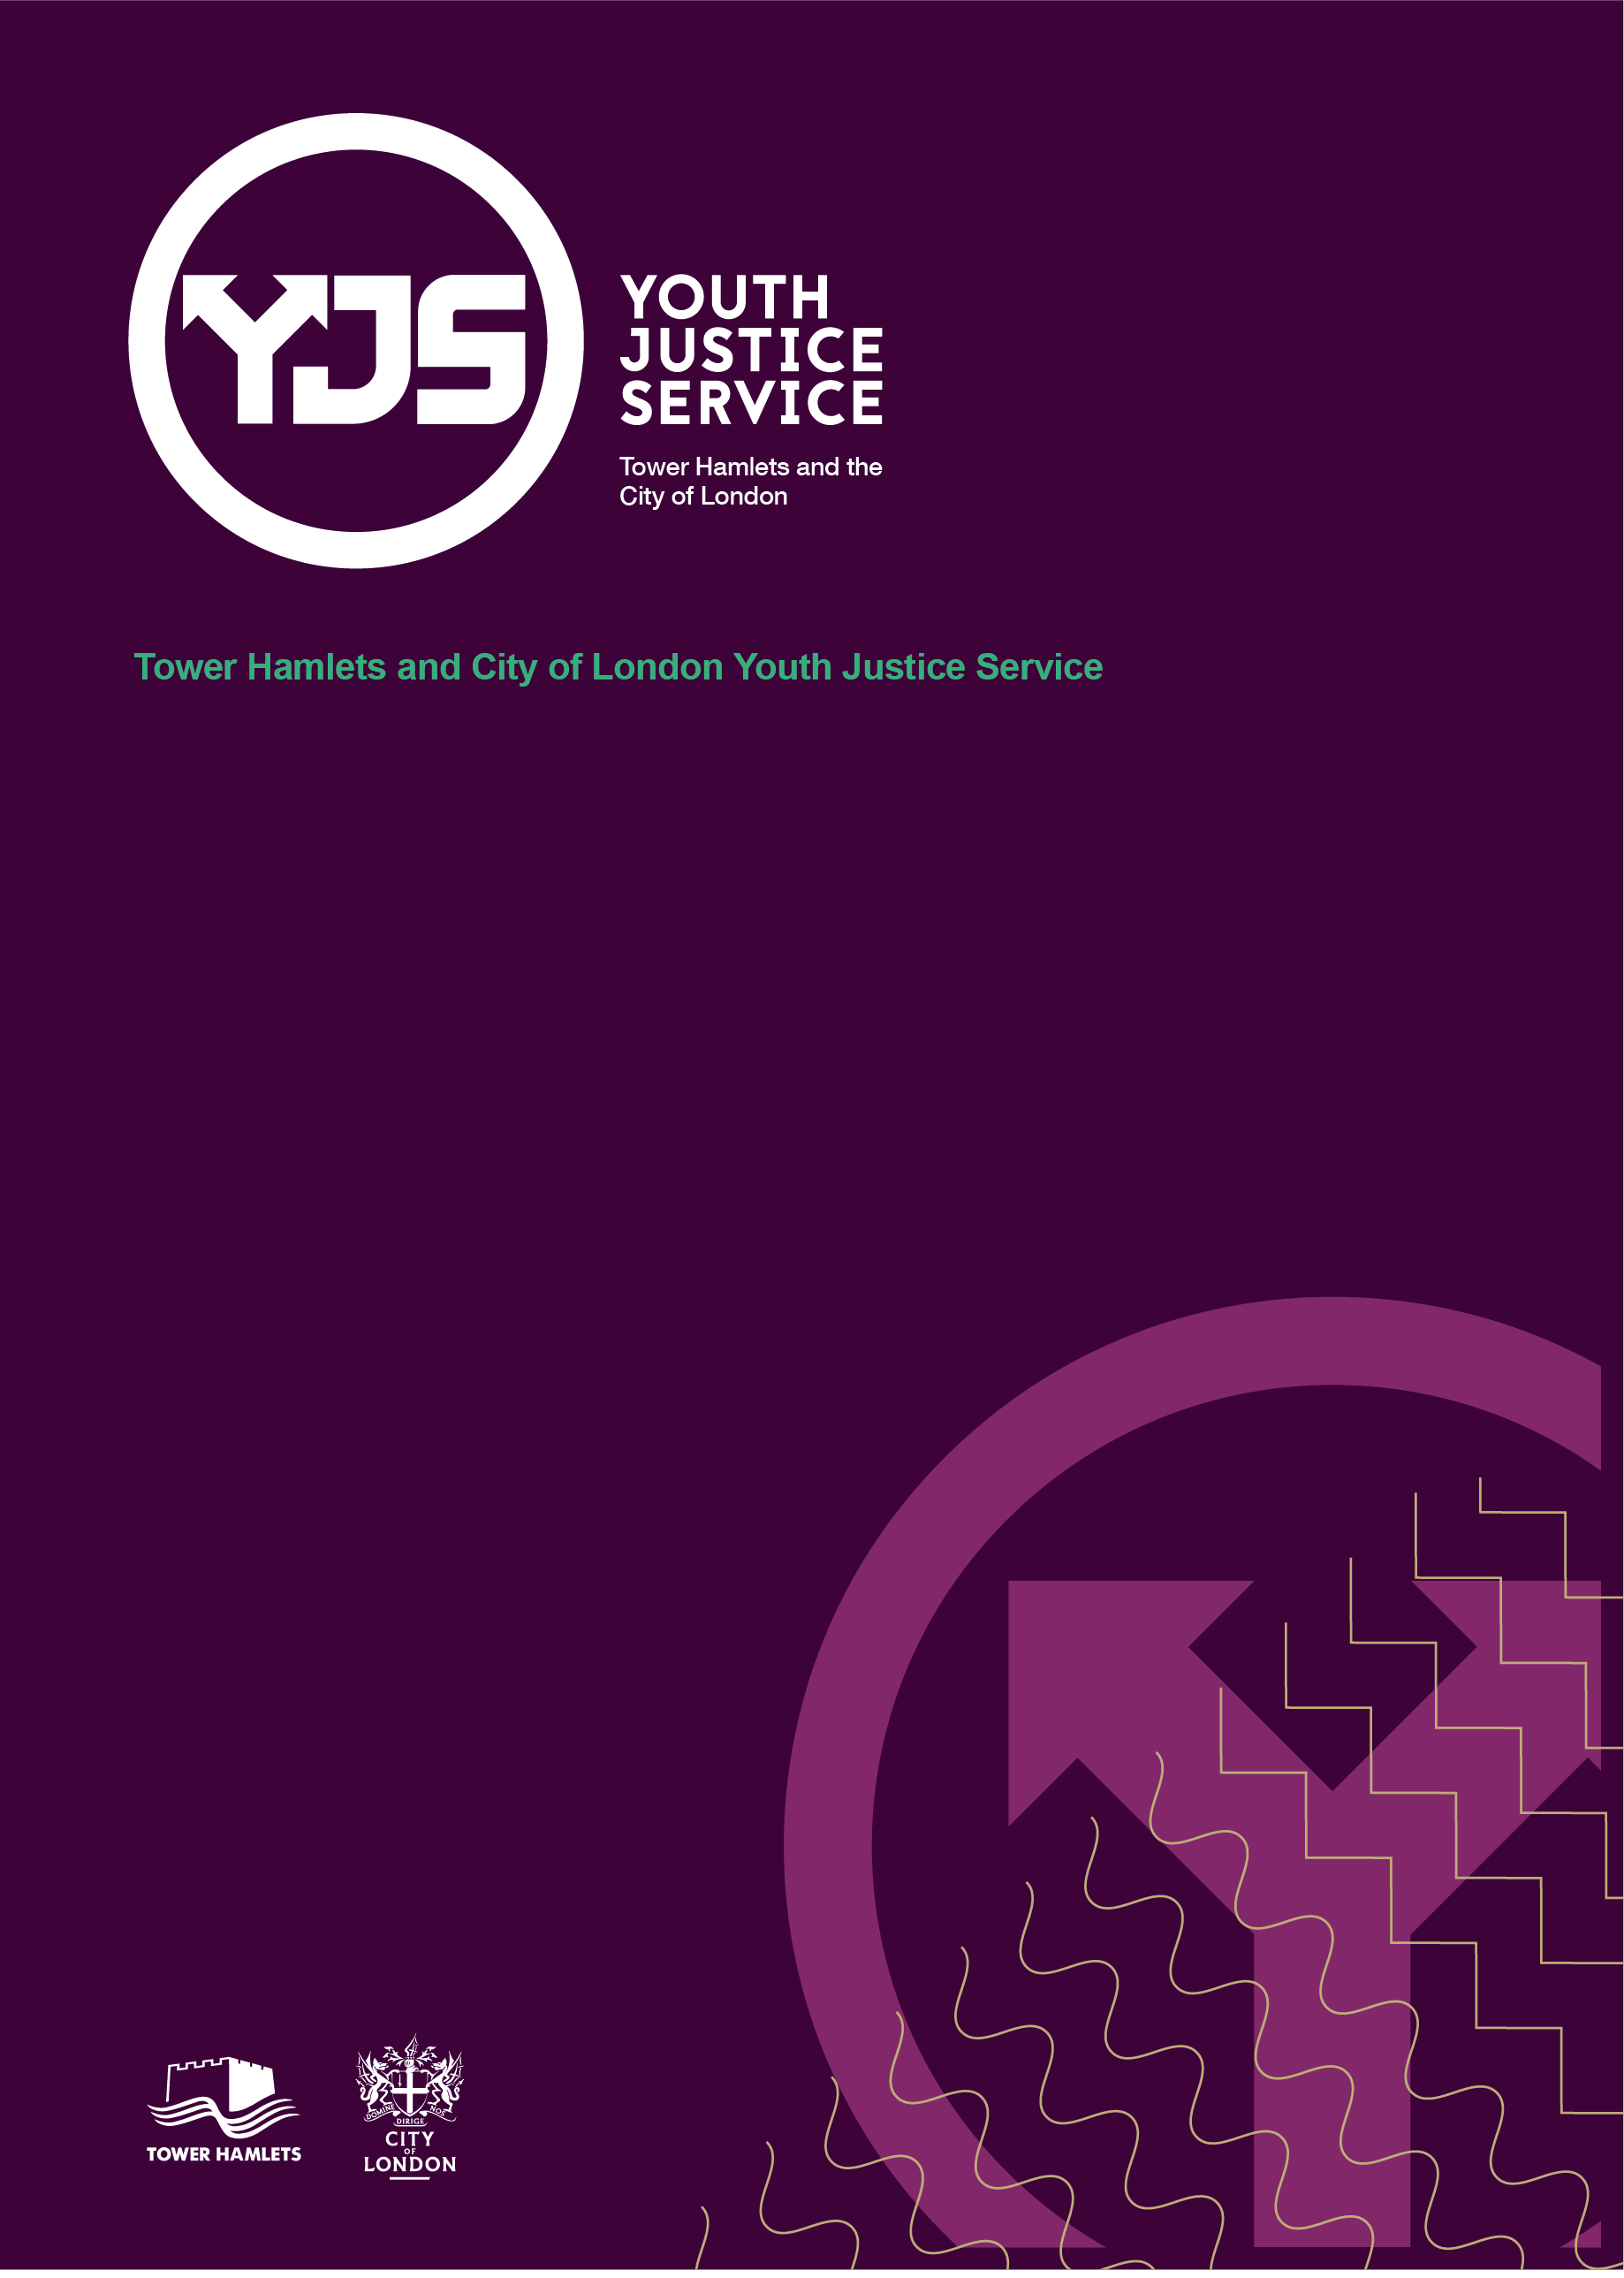 YJS
YOUTH
JUSTICE
SERVICE
Tower Hamlets and the
City of London
Tower Hamlets and City of London Youth Justice Service
TOWER HAMLETS
DOMINE DIRIGE NOS
CITY
OF
LONDON